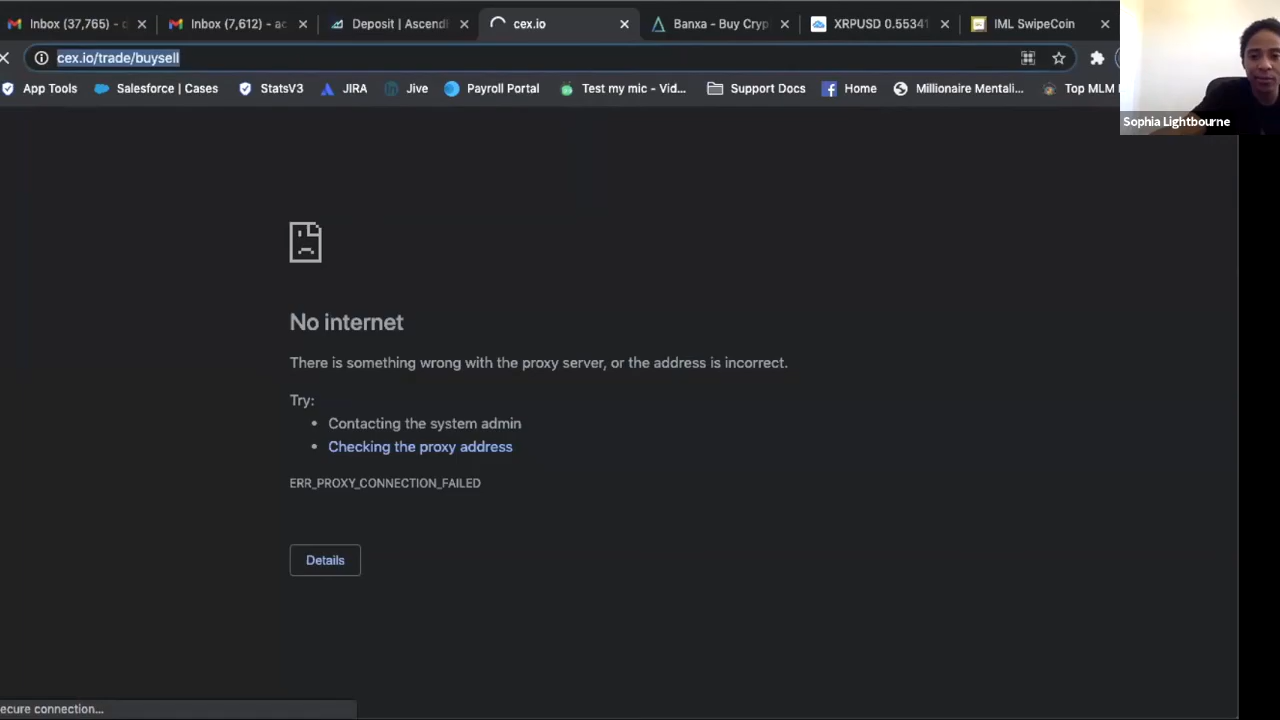 Inbox (37,765) - c
Inbox (7,612) - ac
Deposit | Ascendi
cex.io
Banxa - Buy Cryp
XRPUSD 0.55341
IML SwipeCoin
cex.io/trade/buysell
App Tools
Salesforce | Cases
StatsV3
JIRA
Jive
Payroll Portal
Test my mic - Vid...
Support Docs
Home
Millionaire Mentali...
Top MLM
Sophia Lightbourne
No internet
There is something wrong with the proxy server, or the address is incorrect.
Try:
• Contacting the system admin
• Checking the proxy address
ERR_PROXY_CONNECTION_FAILED
Details
ecure connection...